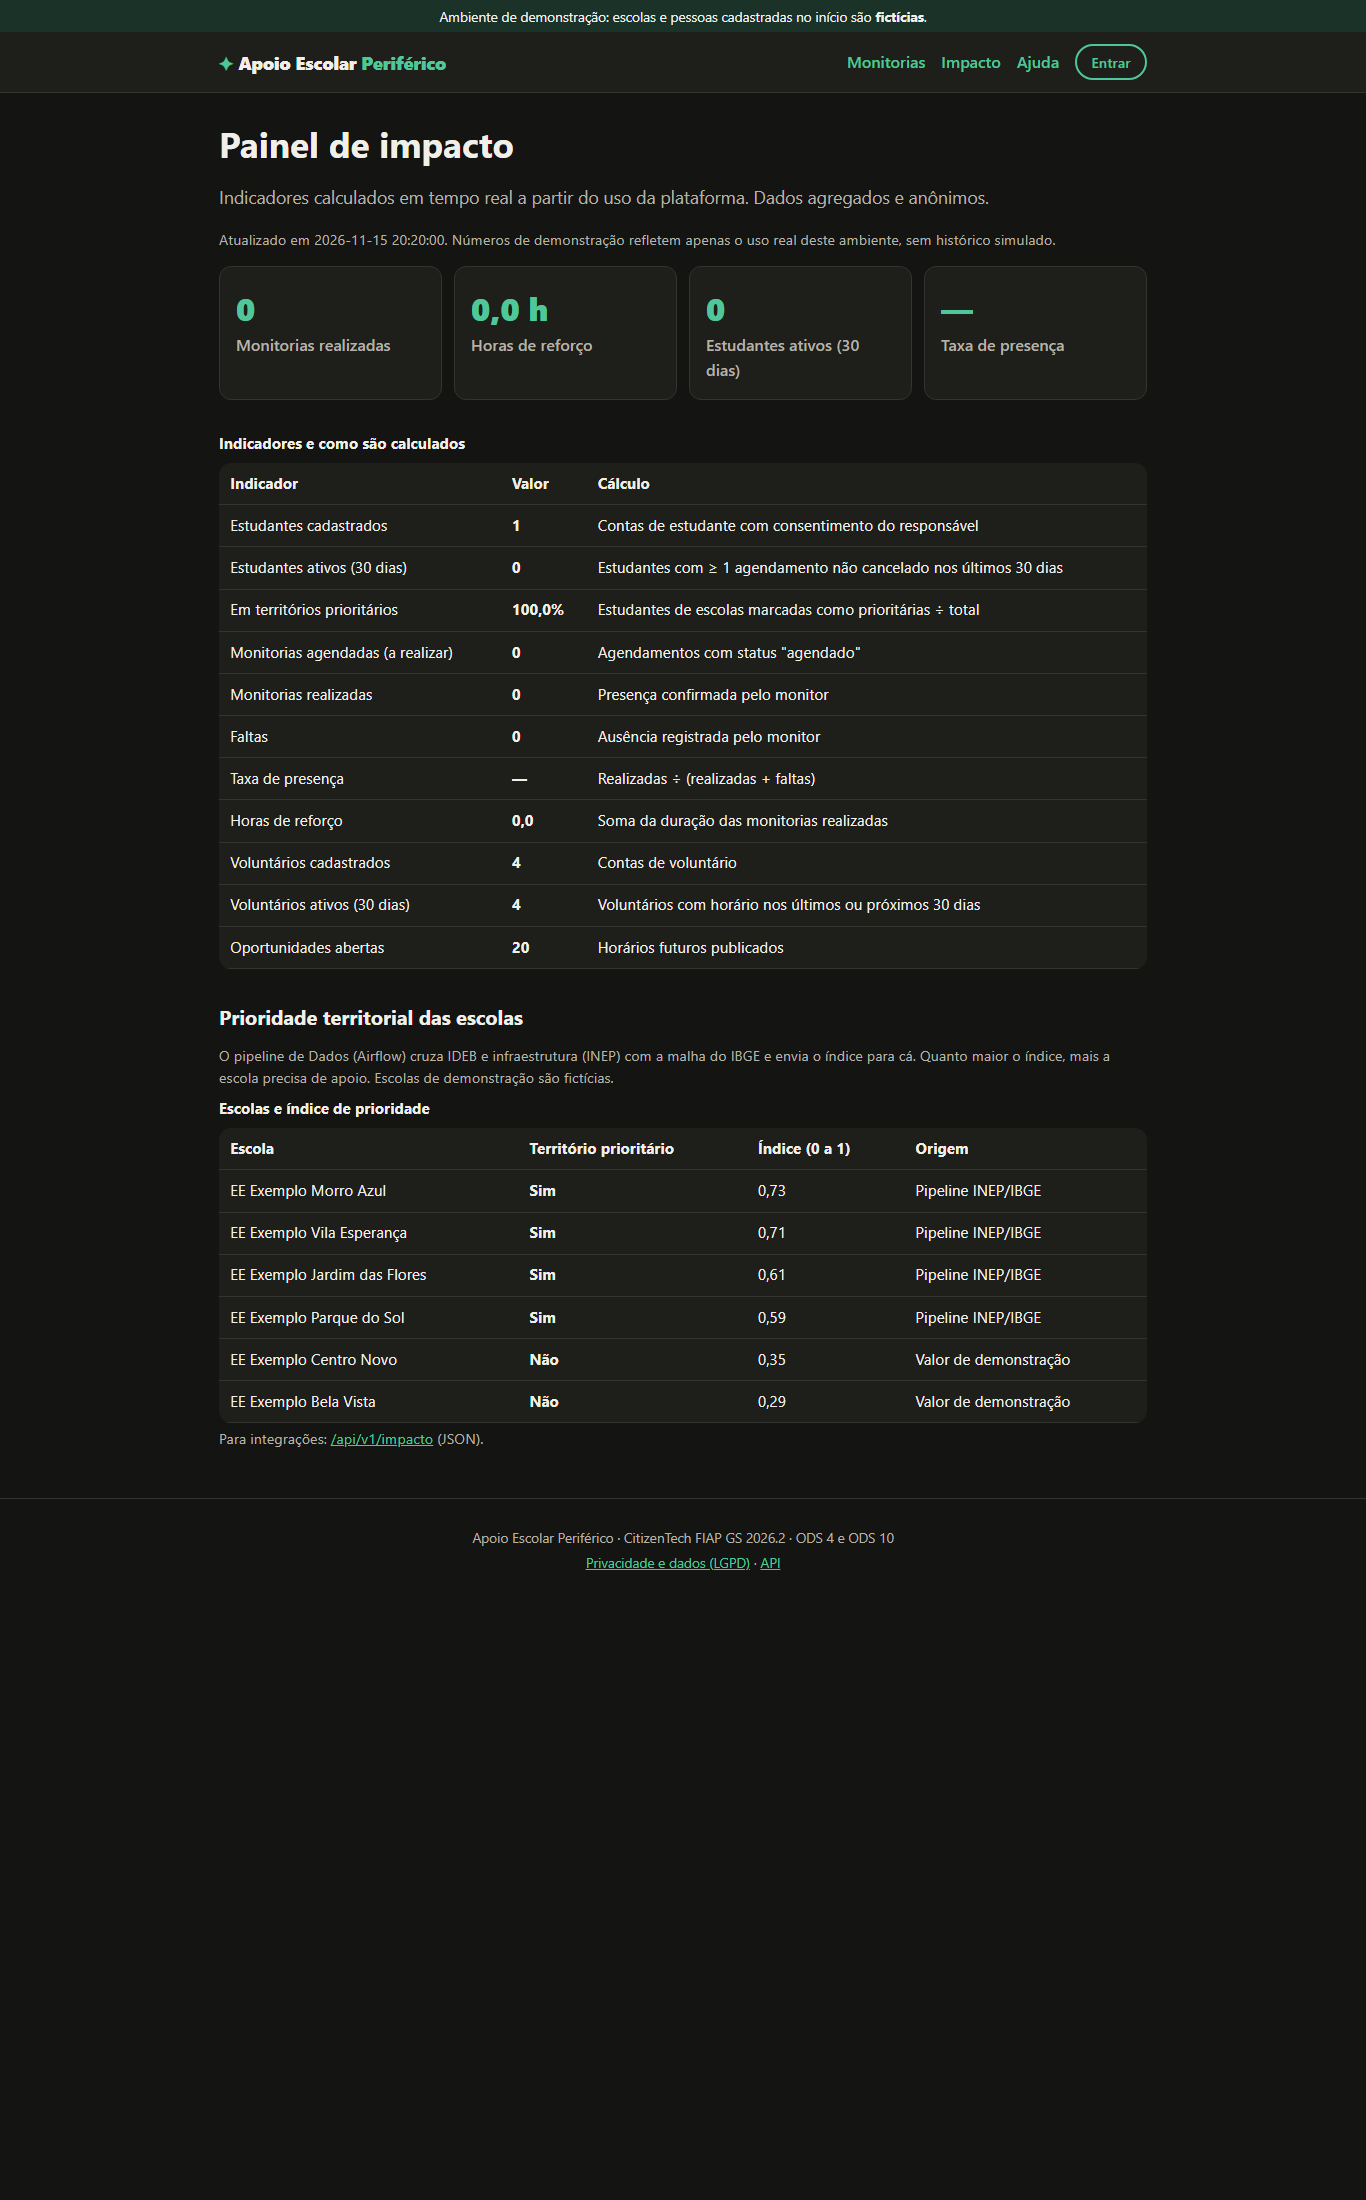 Ambiente de demonstração: escolas e pessoas cadastradas no início são fictícias.
✦ Apoio Escolar Periférico
Monitorias Impacto Ajuda Entrar
Painel de impacto
Indicadores calculados em tempo real a partir do uso da plataforma. Dados agregados e anônimos.
Atualizado em 2026-11-15 20:20:00. Números de demonstração refletem apenas o uso real deste ambiente, sem histórico simulado.
0
Monitorias realizadas
0,0 h
Horas de reforço
0
Estudantes ativos (30
dias)
—
Taxa de presença
Indicadores e como são calculados
Indicador Valor Cálculo
Estudantes cadastrados 1 Contas de estudante com consentimento do responsável
Estudantes ativos (30 dias) 0 Estudantes com ≥ 1 agendamento não cancelado nos últimos 30 dias
Em territórios prioritários 100,0% Estudantes de escolas marcadas como prioritárias ÷ total
Monitorias agendadas (a realizar) 0 Agendamentos com status "agendado"
Monitorias realizadas 0 Presença confirmada pelo monitor
Faltas 0 Ausência registrada pelo monitor
Taxa de presença — Realizadas ÷ (realizadas + faltas)
Horas de reforço 0,0 Soma da duração das monitorias realizadas
Voluntários cadastrados 4 Contas de voluntário
Voluntários ativos (30 dias) 4 Voluntários com horário nos últimos ou próximos 30 dias
Oportunidades abertas 20 Horários futuros publicados
Prioridade territorial das escolas
O pipeline de Dados (Airflow) cruza IDEB e infraestrutura (INEP) com a malha do IBGE e envia o índice para cá. Quanto maior o índice, mais a
escola precisa de apoio. Escolas de demonstração são fictícias.
Escolas e índice de prioridade
Escola Território prioritário Índice (0 a 1) Origem
EE Exemplo Morro Azul Sim 0,73 Pipeline INEP/IBGE
EE Exemplo Vila Esperança Sim 0,71 Pipeline INEP/IBGE
EE Exemplo Jardim das Flores Sim 0,61 Pipeline INEP/IBGE
EE Exemplo Parque do Sol Sim 0,59 Pipeline INEP/IBGE
EE Exemplo Centro Novo Não 0,35 Valor de demonstração
EE Exemplo Bela Vista Não 0,29 Valor de demonstração
Para integrações: /api/v1/impacto (JSON).
Apoio Escolar Periférico · CitizenTech FIAP GS 2026.2 · ODS 4 e ODS 10
Privacidade e dados (LGPD) · API